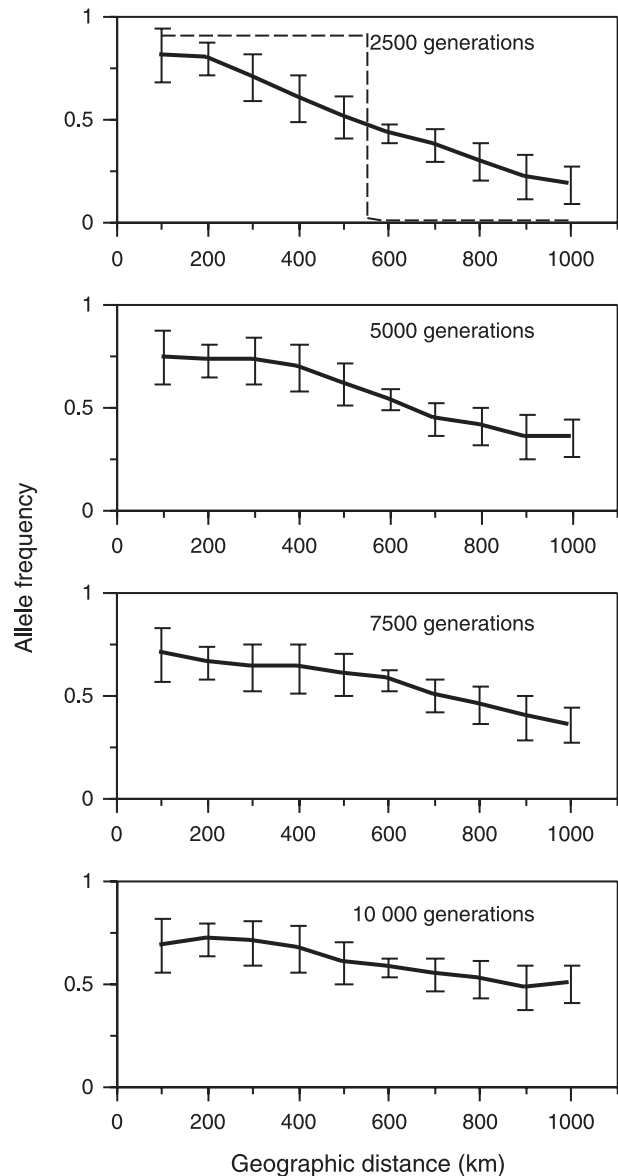 1
2500 generations
0.5
0
0 200 400 600 800 1000
1
5000 generations
0.5
0
0 200 400 600 800 1000
Allele frequency
1
7500 generations
0.5
0
0 200 400 600 800 1000
1
10 000 generations
0.5
0
0 200 400 600 800 1000
Geographic distance (km)